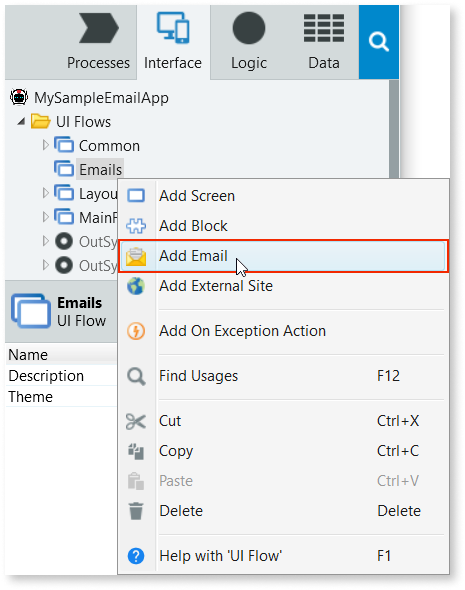 Processes Interface Logic Data
MySampleEmailApp
UI Flows
Common
Emails
Layou
MainF
OutSy
OutSy
Add Screen
Add Block
Add Email
Add External Site
Add On Exception Action
Find Usages F12
Cut Ctrl+X
Copy Ctrl+C
Paste Ctrl+V
Delete Delete
Help with 'UI Flow' F1
Emails
UI Flow
Name
Description
Theme